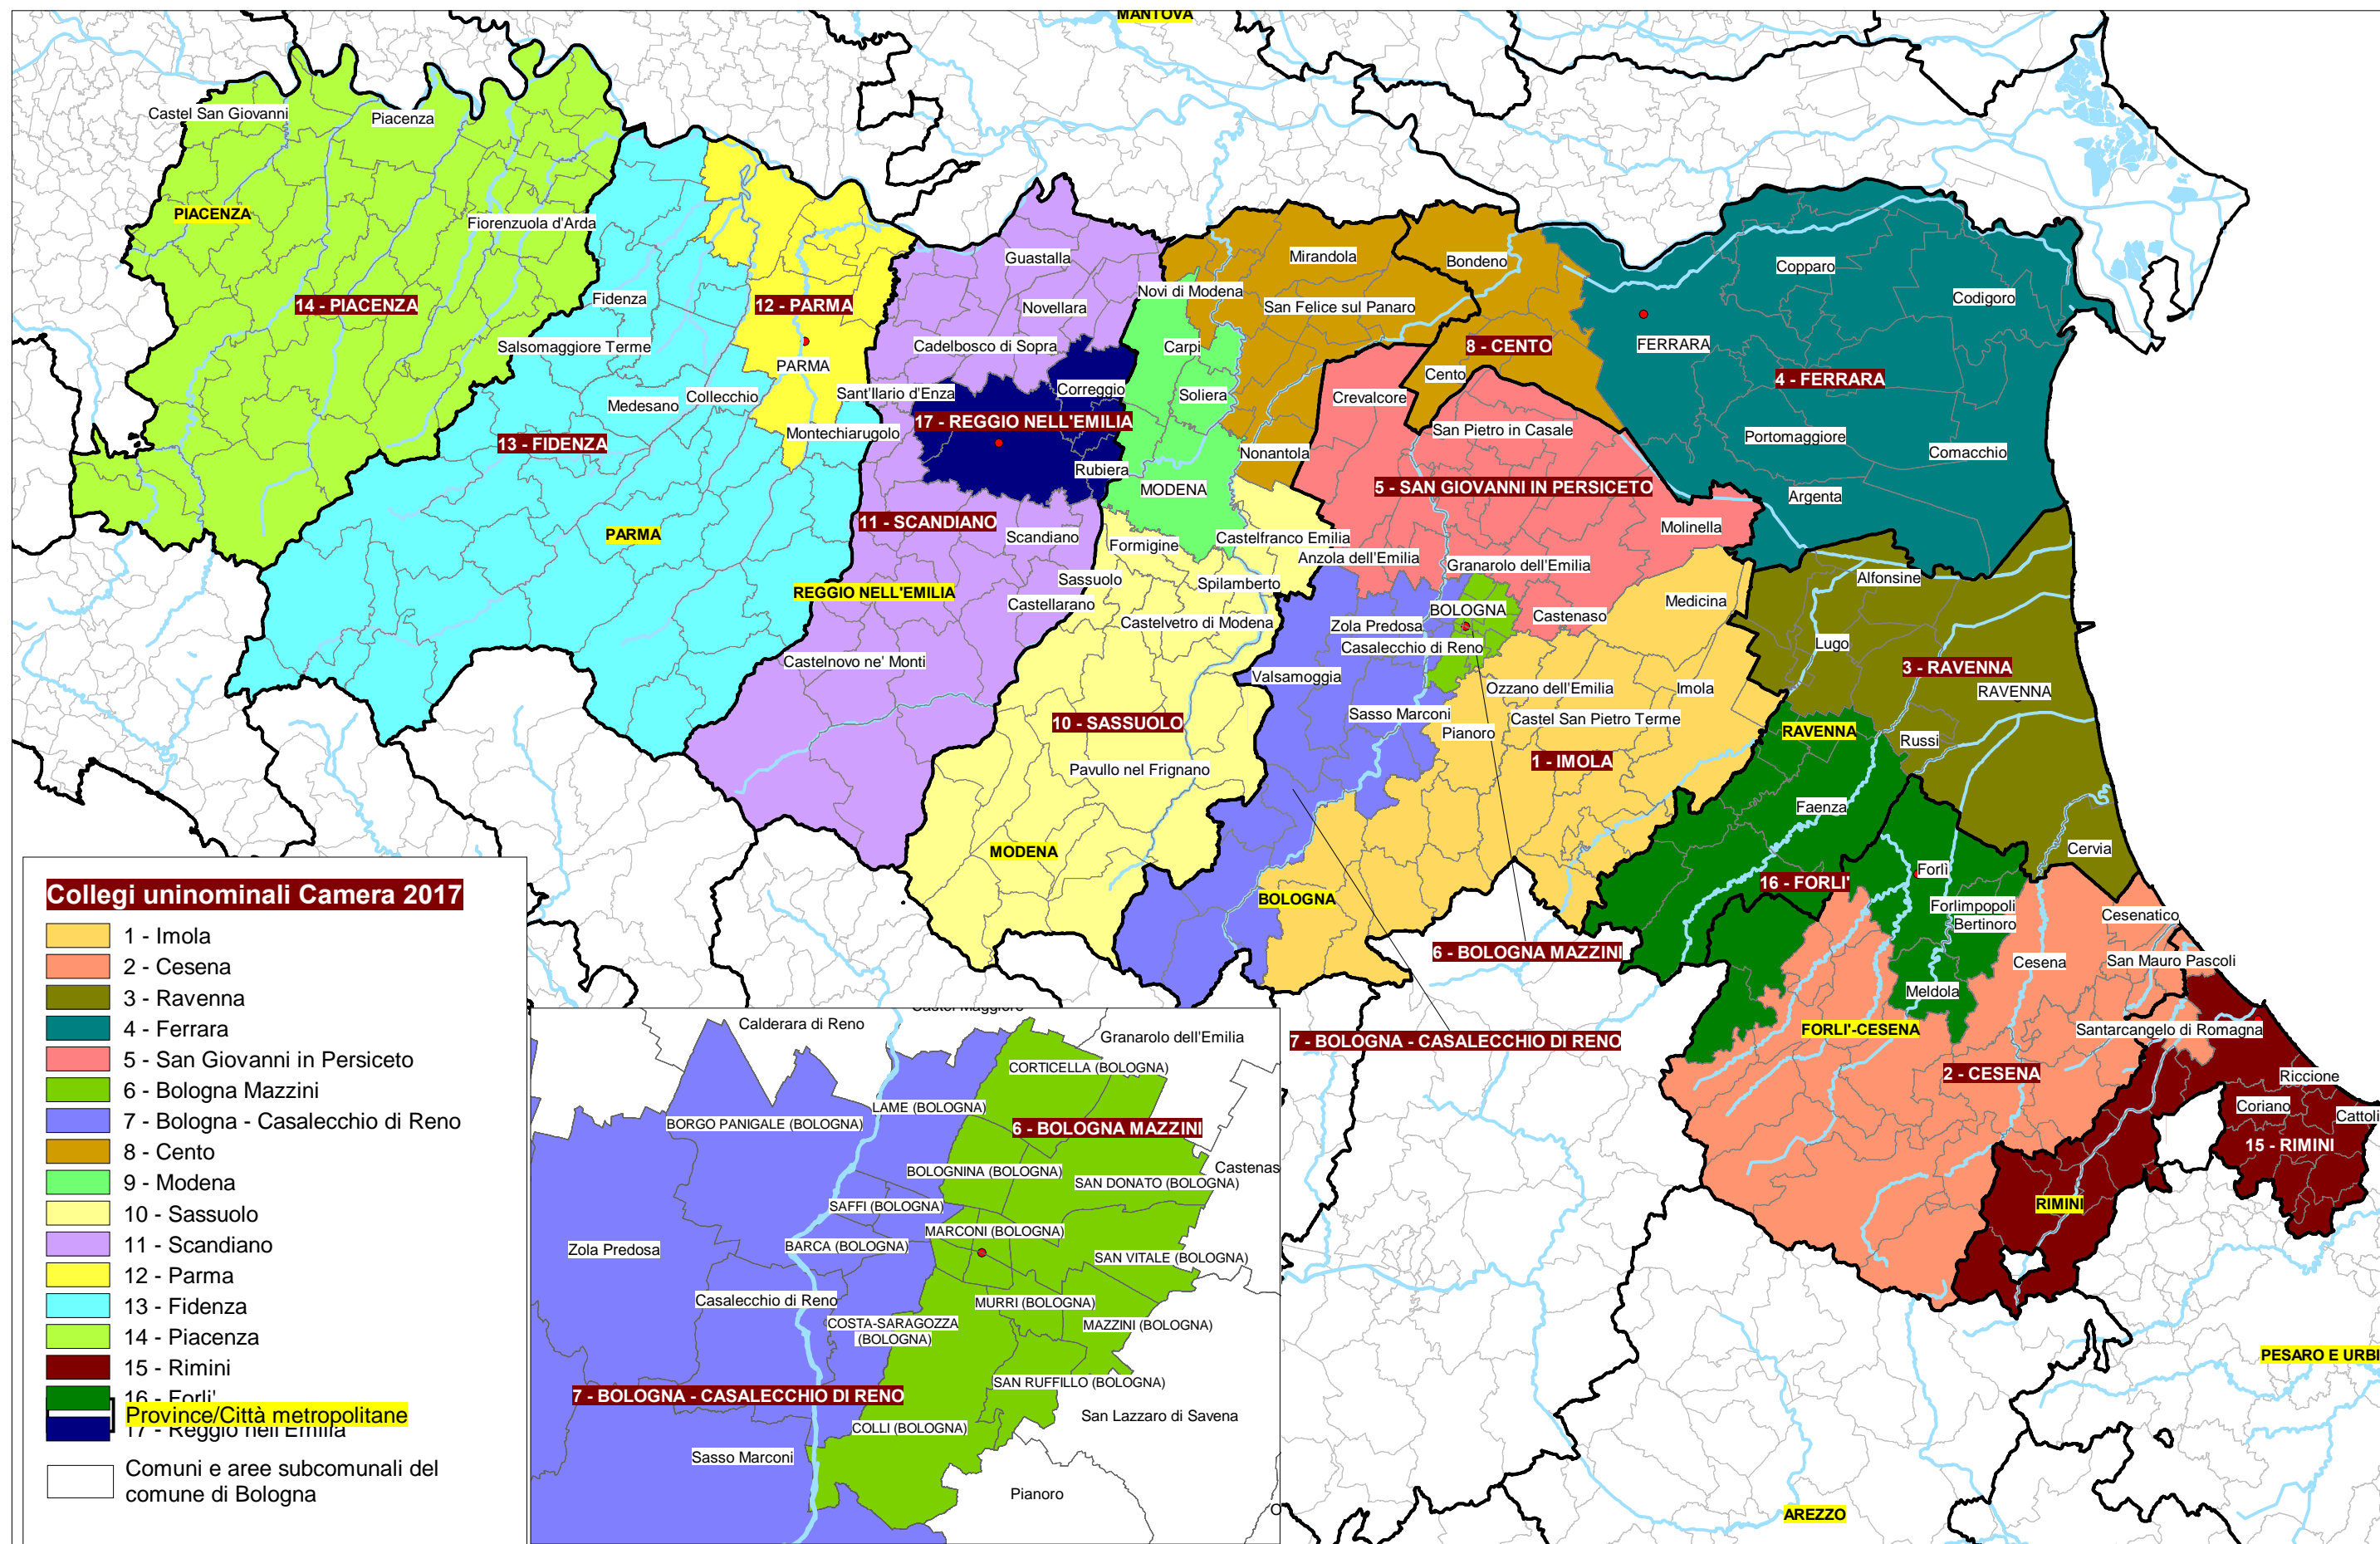 MANTOVA
Castel San Giovanni
Piacenza
PIACENZA
Fiorenzuola d'Arda
14 - PIACENZA
Fidenza
12 - PARMA
Salsomaggiore Terme
PARMA
Medesano
Collecchio
13 - FIDENZA
Montechiarugolo
PARMA
Guastalla
Novellara
Cadelbosco di Sopra
Sant'Ilario d'Enza
Correggio
17 - REGGIO NELL'EMILIA
Rubiera
11 - SCANDIANO
Scandiano
REGGIO NELL'EMILIA
Castellarano
Castelnovo ne' Monti
Novi di Modena
Mirandola
San Felice sul Panaro
Bondeno
Carpi
Soliera
8 - CENTO
Cento
Crevalcore
Nonantola
MODENA
San Pietro in Casale
5 - SAN GIOVANNI IN PERSICETO
Molinella
Formigine
Castelfranco Emilia
Anzola dell'Emilia
Granarolo dell'Emilia
Sassuolo
Spilamberto
Castelvetro di Modena
BOLOGNA
Zola Predosa
Castenaso
Medicina
Casalecchio di Reno
Valsamoggia
Ozzano dell'Emilia
Imola
Sasso Marconi
Castel San Pietro Terme
Pianoro
10 - SASSUOLO
Pavullo nel Frignano
1 - IMOLA
MODENA
BOLOGNA
6 - BOLOGNA MAZZINI
7 - BOLOGNA - CASALECCHIO DI RENO
Copparo
Codigoro
FERRARA
4 - FERRARA
Portomaggiore
Comacchio
Argenta
Alfonsine
Lugo
3 - RAVENNA
RAVENNA
RAVENNA
Russi
Faenza
Cervia
16 - FORLI'
Forlì
Forlimpopoli
Bertinoro
Cesenatico
Cesena
San Mauro Pascoli
Meldola
FORLI'-CESENA
Santarcangelo di Romagna
2 - CESENA
Riccione
Coriano
Cattoli
15 - RIMINI
RIMINI
PESARO E URBI
AREZZO
Collegi uninominali Camera 2017
1 - Imola
2 - Cesena
3 - Ravenna
4 - Ferrara
5 - San Giovanni in Persiceto
6 - Bologna Mazzini
7 - Bologna - Casalecchio di Reno
8 - Cento
9 - Modena
10 - Sassuolo
11 - Scandiano
12 - Parma
13 - Fidenza
14 - Piacenza
15 - Rimini
16 - Forli'
Province/Città metropolitane
17 - Reggio nell'Emilia
Comuni e aree subcomunali del
comune di Bologna
Castel Maggiore
Calderara di Reno
Granarolo dell'Emilia
CORTICELLA (BOLOGNA)
LAME (BOLOGNA)
BORGO PANIGALE (BOLOGNA)
6 - BOLOGNA MAZZINI
BOLOGNINA (BOLOGNA)
Castenas
SAN DONATO (BOLOGNA)
SAFFI (BOLOGNA)
MARCONI (BOLOGNA)
BARCA (BOLOGNA)
Zola Predosa
SAN VITALE (BOLOGNA)
Casalecchio di Reno
MURRI (BOLOGNA)
COSTA-SARAGOZZA
(BOLOGNA)
MAZZINI (BOLOGNA)
SAN RUFFILLO (BOLOGNA)
7 - BOLOGNA - CASALECCHIO DI RENO
San Lazzaro di Savena
COLLI (BOLOGNA)
Sasso Marconi
Pianoro
O